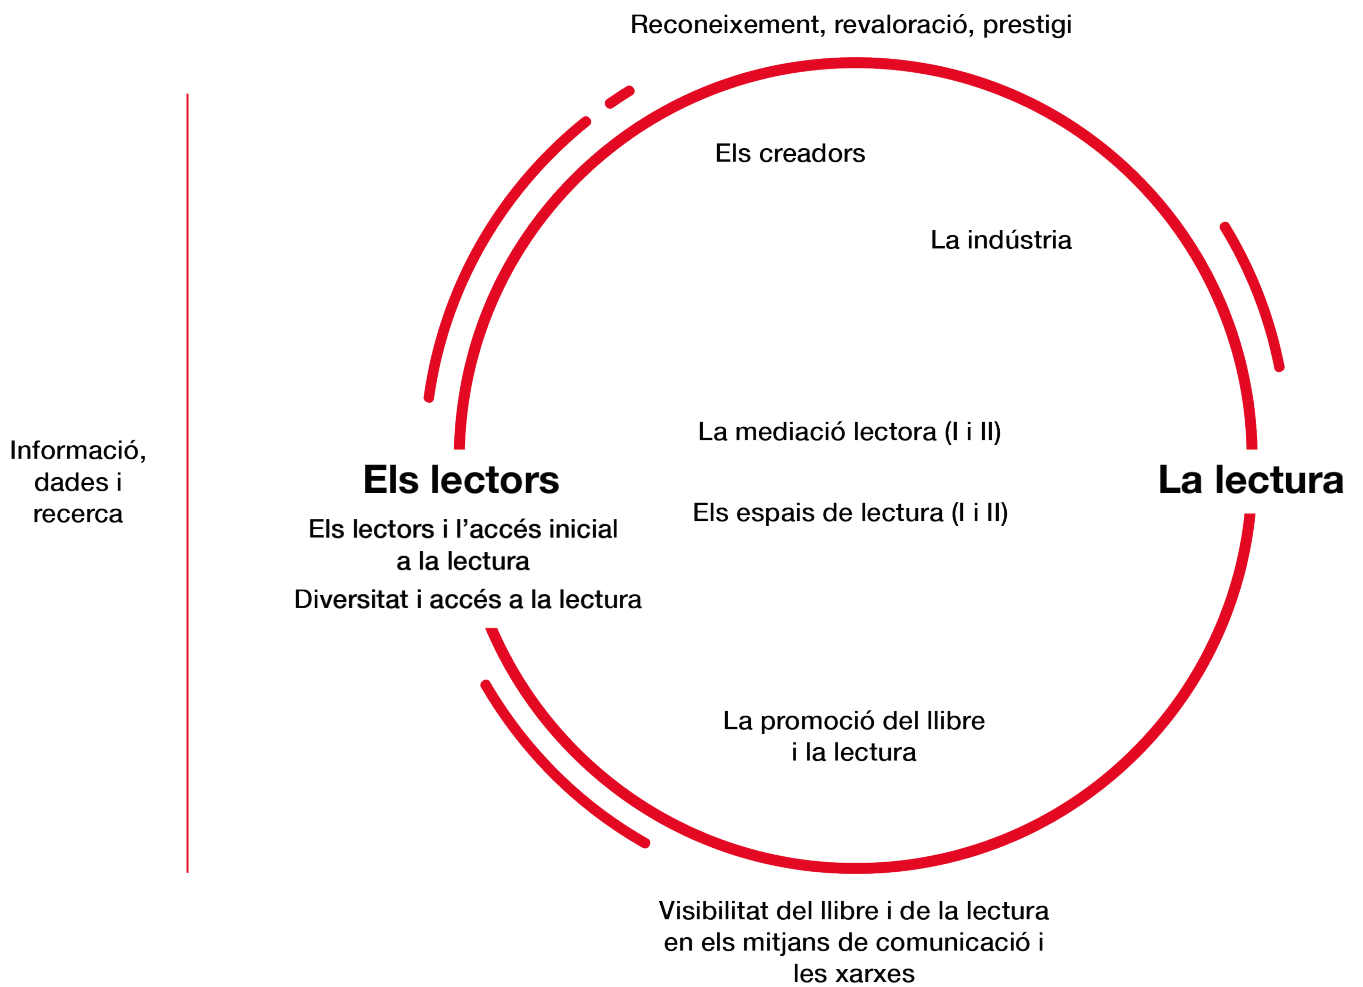 Reconeixement, revaloració, prestigi
Els creadors
La indústria
Informació,
dades i
recerca
La mediació lectora (I i II)
Els lectors
La lectura
Els espais de lectura (I i II)
Els lectors i l’accés inicial
a la lectura
Diversitat i accés a la lectura
La promoció del llibre
i la lectura
Visibilitat del llibre i de la lectura
en els mitjans de comunicació i
les xarxes